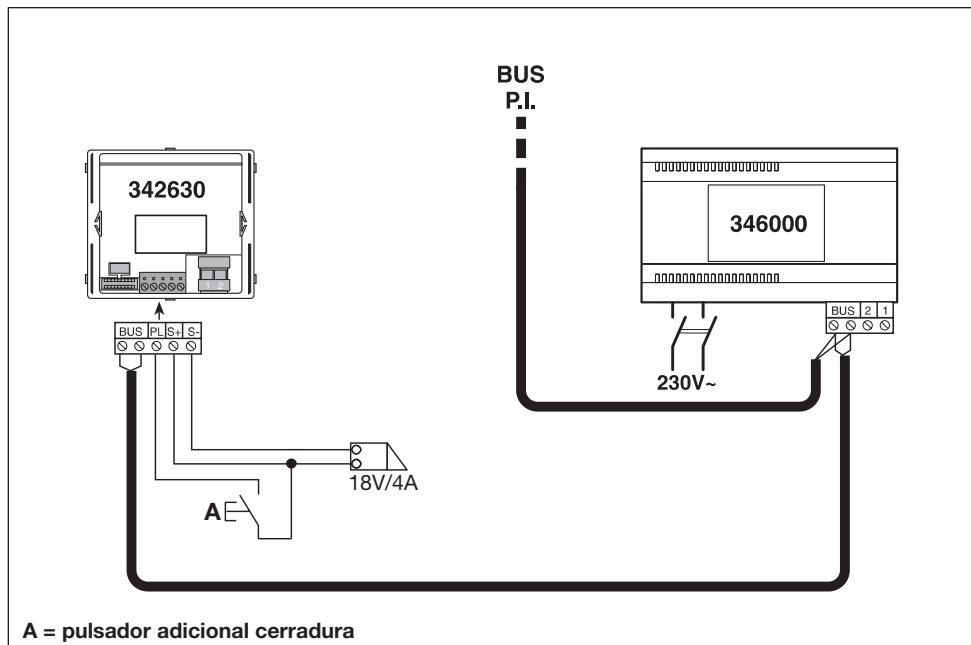 BUS
P.I.
342630
1 2
BUS PL S+ S-
346000
BUS 2 1
230V~
18V/4A
A
A = pulsador adicional cerradura